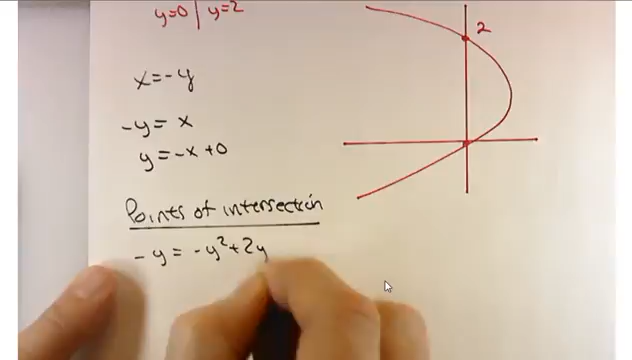 y=0 | y=2
2
x=-y
-y=x
y=-x+0
Points of intersection
-y=-y²+2y